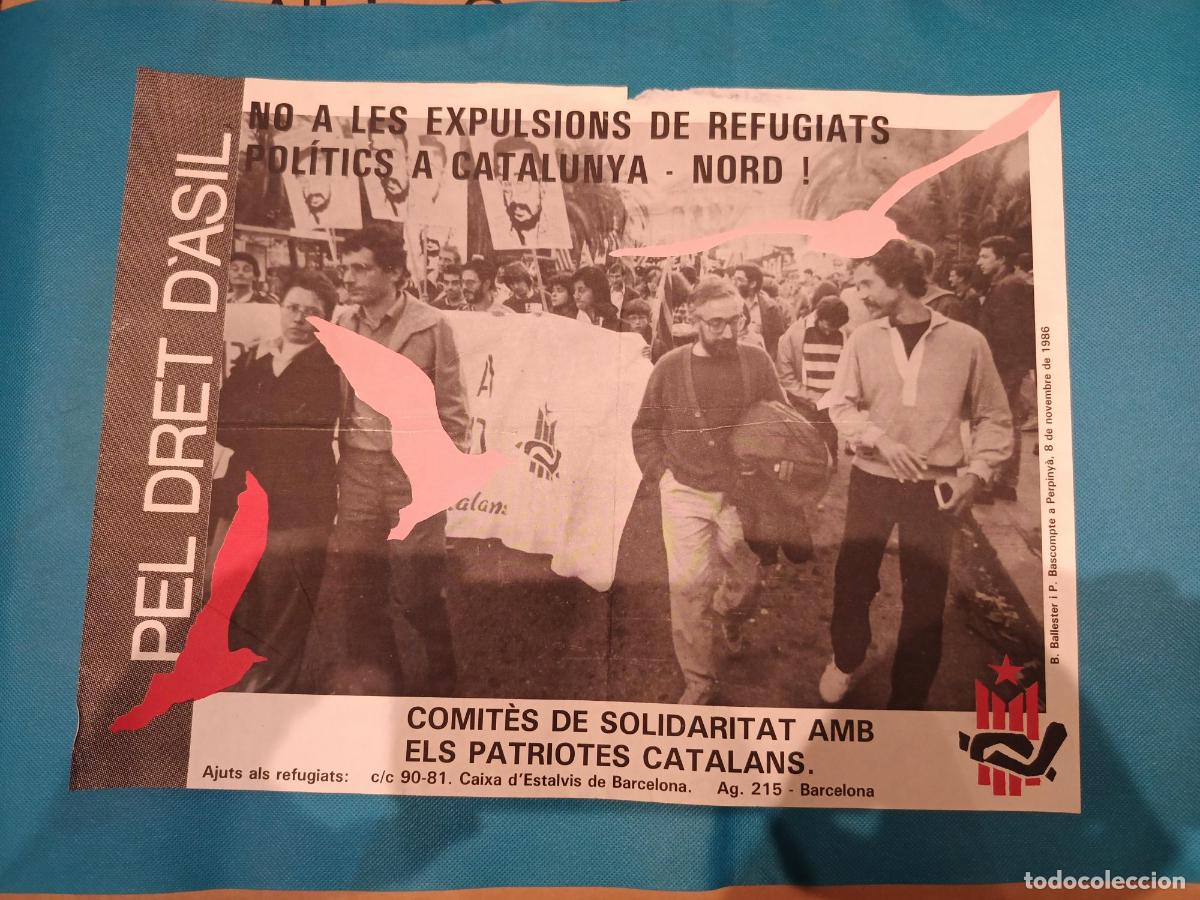 NO A LES EXPULSIONS DE REFUGIATS
POLÍTICS A CATALUNYA - NORD !
PEL DRET D'ASIL
alans
B. Ballester i P. Bascompte a Perpinyà, 8 de novembre de 1986
COMITÈS DE SOLIDARITAT AMB
ELS PATRIOTES CATALANS.
Ajuts als refugiats: c/c 90-81. Caixa d'Estalvis de Barcelona. Ag. 215 - Barcelona
todocoleccion